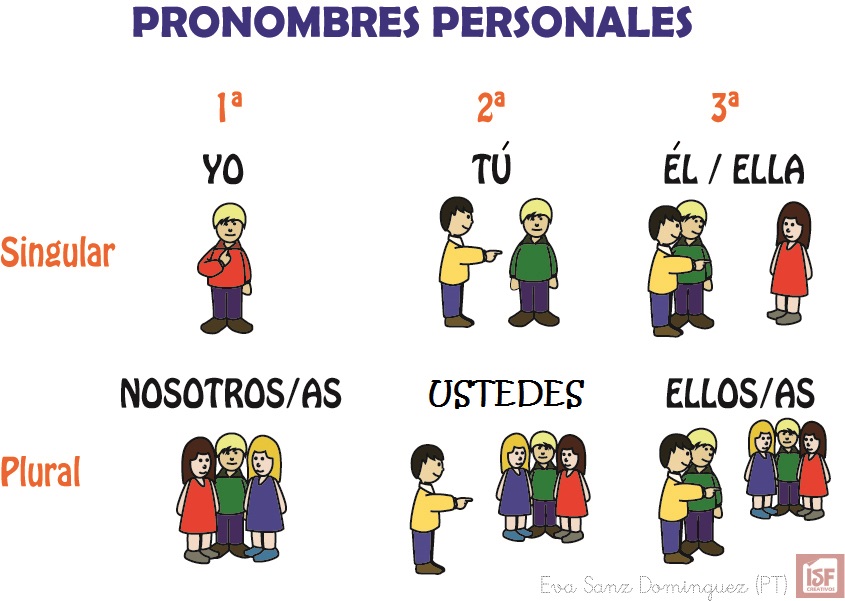 PRONOMBRES PERSONALES
1ª 2ª 3ª
YO TÚ ÉL / ELLA
Singular
NOSOTROS/AS USTEDES ELLOS/AS
Plural
Eva Sanz Dominguez (PT)
ISF
CREATIVOS